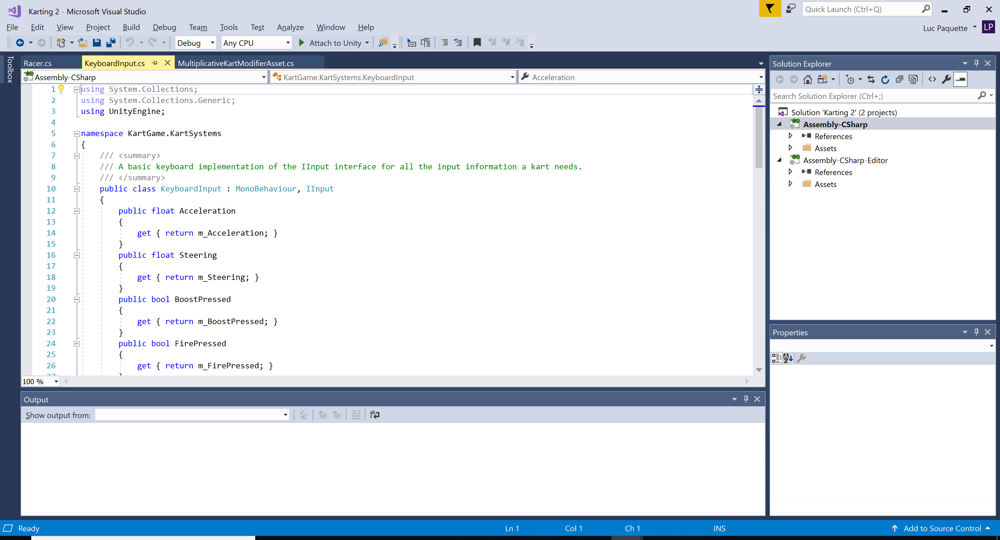 Karting 2 - Microsoft Visual Studio
Quick Launch (Ctrl+Q)
File Edit View Project Build Debug Team Tools Test Analyze Window Help
Luc Paquette LP
Debug Any CPU Attach to Unity
Toolbox
Racer.cs KeyboardInput.cs MultiplicativeKartModifierAsset.cs
Assembly-CSharp KartGame.KartSystems.KeyboardInput Acceleration
1 using System.Collections;
2 using System.Collections.Generic;
3 using UnityEngine;
4
5 namespace KartGame.KartSystems
6 {
7 /// <summary>
8 /// A basic keyboard implementation of the IInput interface for all the input information a kart needs.
9 /// </summary>
10 public class KeyboardInput : MonoBehaviour, IInput
11 {
12 public float Acceleration
13 {
14 get { return m_Acceleration; }
15 }
16 public float Steering
17 {
18 get { return m_Steering; }
19 }
20 public bool BoostPressed
21 {
22 get { return m_BoostPressed; }
23 }
24 public bool FirePressed
25 {
26 get { return m_FirePressed; }
100 %
Output
Show output from:
Solution Explorer
Search Solution Explorer (Ctrl+;)
Solution 'Karting 2' (2 projects)
Assembly-CSharp
References
Assets
Assembly-CSharp-Editor
References
Assets
Properties
Ready Ln 1 Col 1 Ch 1 INS Add to Source Control